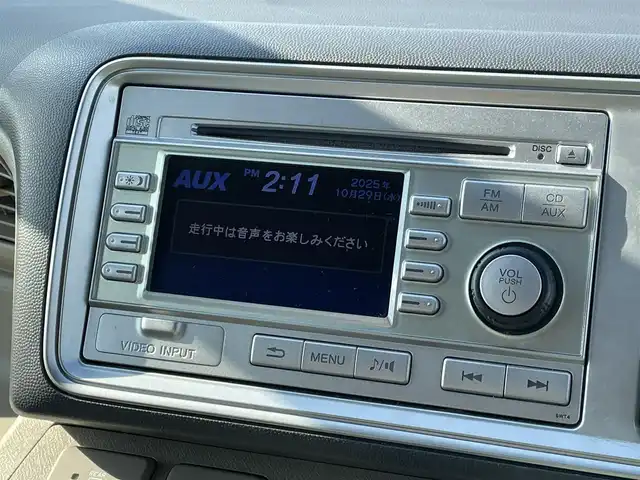 DISC
AUX PM 2:11 2025年
10月29日(水)
走行中は音声をお楽しみください
FM
AM
CD
AUX
VOL
PUSH
VIDEO INPUT
MENU